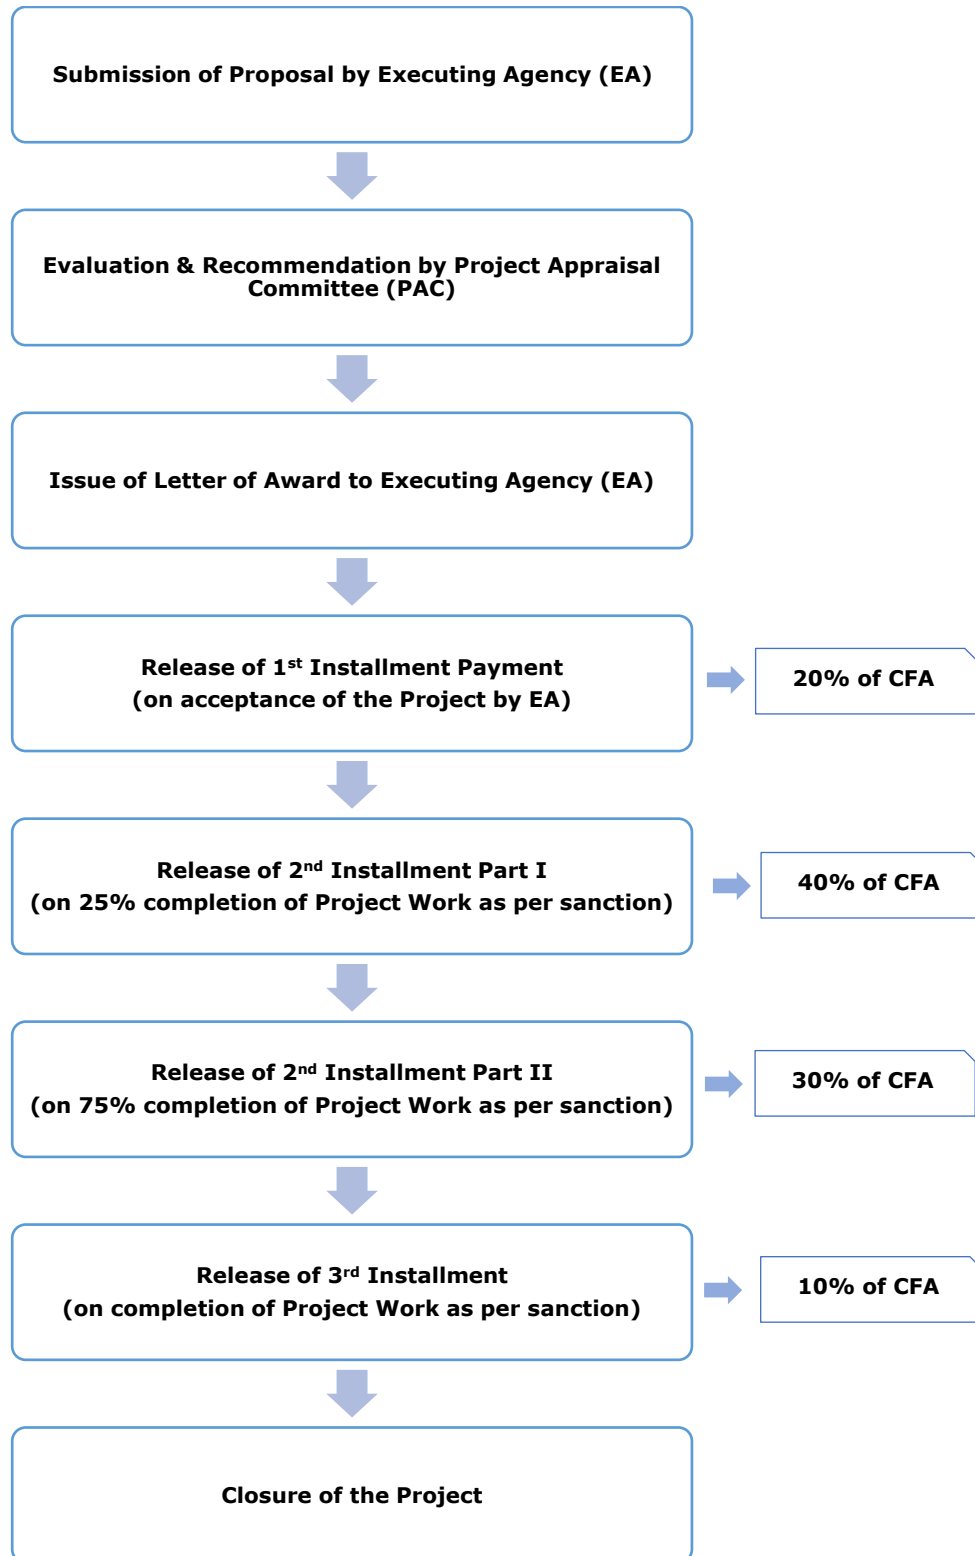 Submission of Proposal by Executing Agency (EA)
Evaluation & Recommendation by Project Appraisal
Committee (PAC)
Issue of Letter of Award to Executing Agency (EA)
Release of 1st Installment Payment
(on acceptance of the Project by EA)
20% of CFA
Release of 2nd Installment Part I
(on 25% completion of Project Work as per sanction)
40% of CFA
Release of 2nd Installment Part II
(on 75% completion of Project Work as per sanction)
30% of CFA
Release of 3rd Installment
(on completion of Project Work as per sanction)
10% of CFA
Closure of the Project